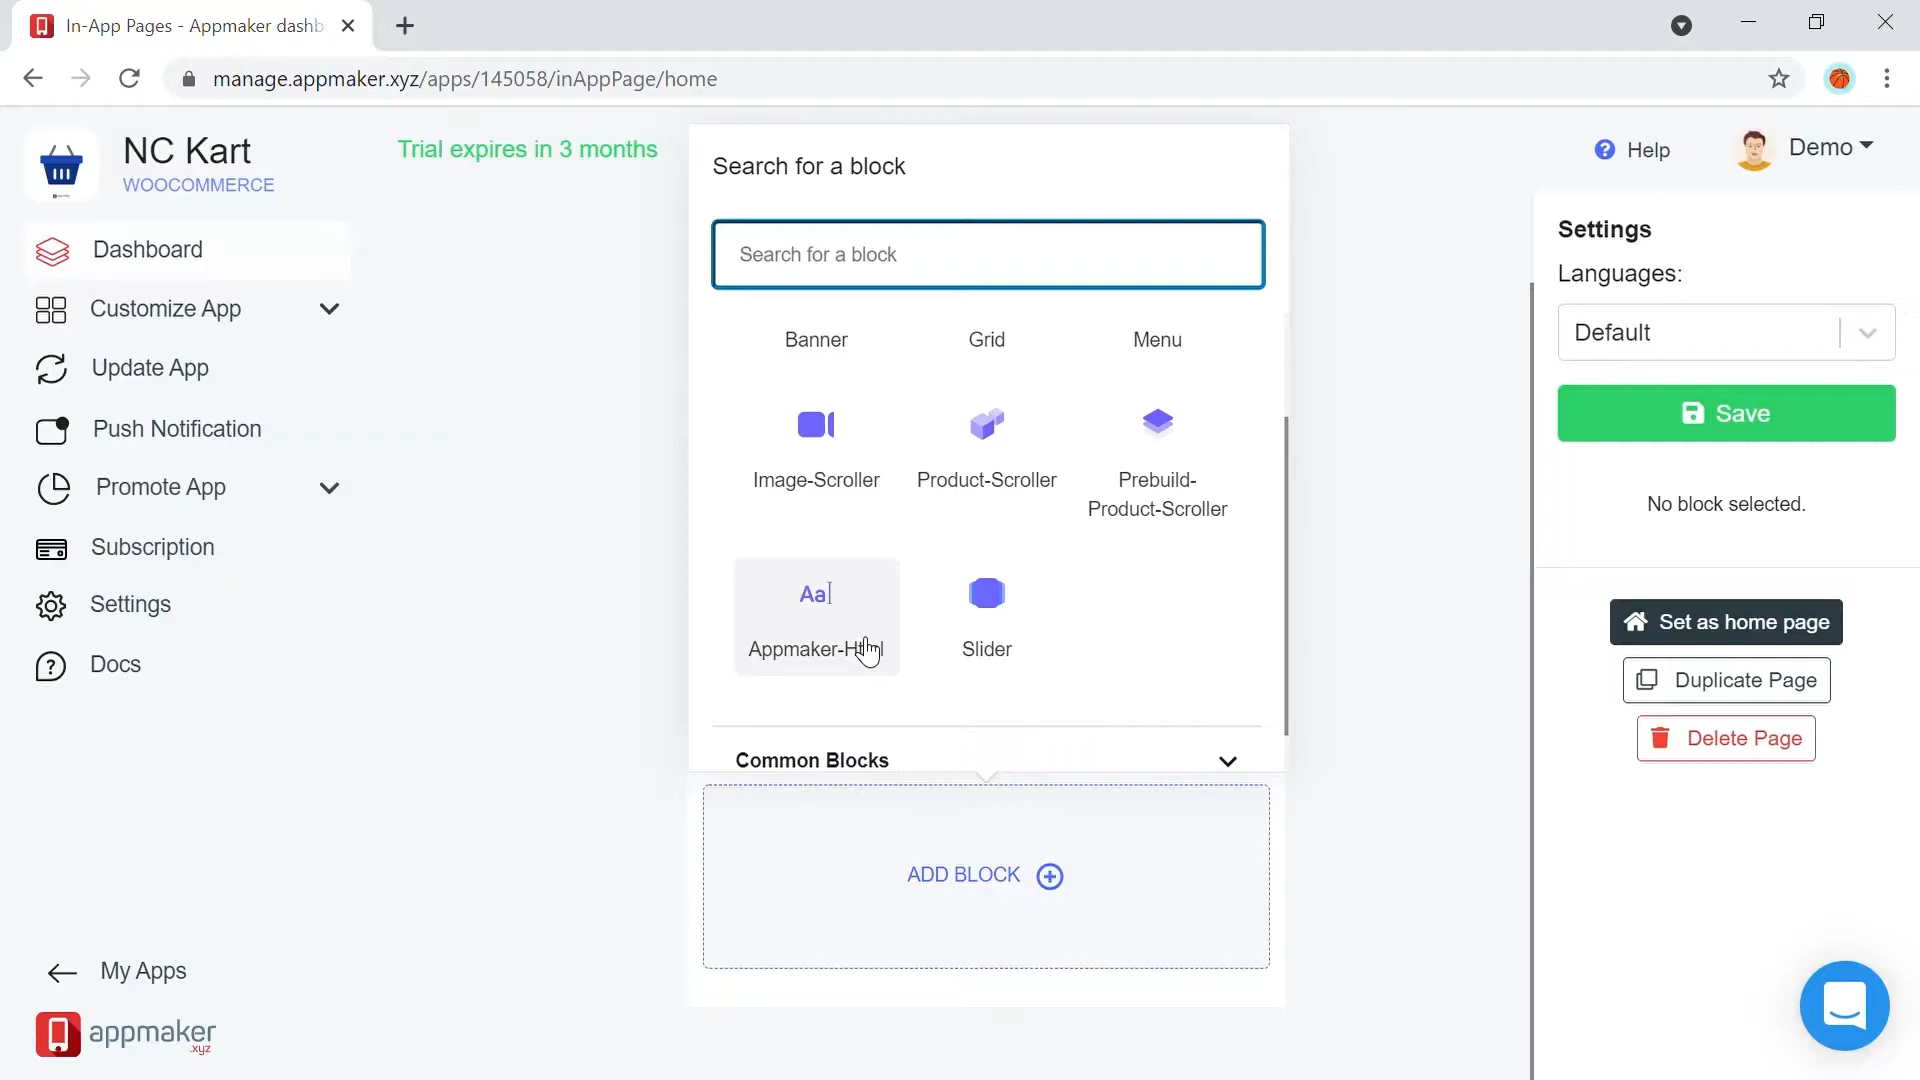 In-App Pages - Appmaker dashb
manage.appmaker.xyz/apps/145058/inAppPage/home
NC Kart
WOOCOMMERCE
Trial expires in 3 months
Help
Demo
Dashboard
Customize App
Update App
Push Notification
Promote App
Subscription
Settings
Docs
My Apps
appmaker
.xyz
Search for a block
Search for a block
Banner
Grid
Menu
Image-Scroller
Product-Scroller
Prebuild-
Product-Scroller
Aa
Appmaker-Html
Slider
Common Blocks
ADD BLOCK
Settings
Languages:
Default
Save
No block selected.
Set as home page
Duplicate Page
Delete Page